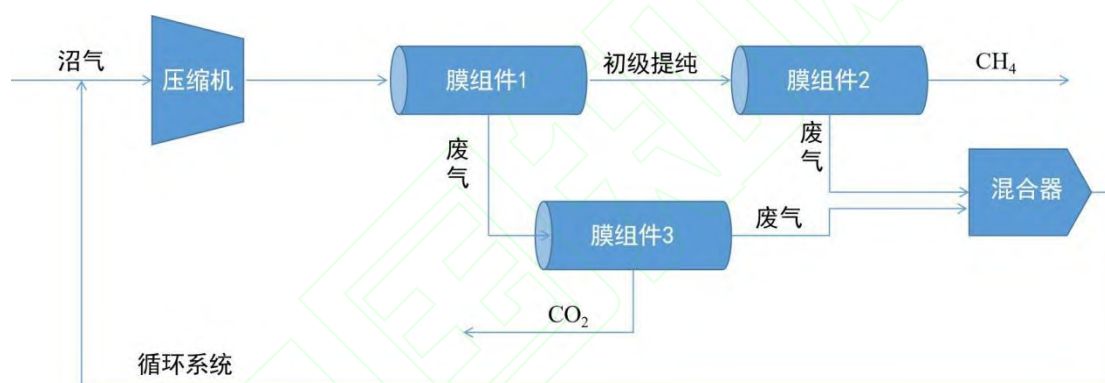 沼气
压缩机
膜组件1
初级提纯
膜组件2
CH₄
废
气
废
气
混合器
膜组件3
废气
CO₂
循环系统